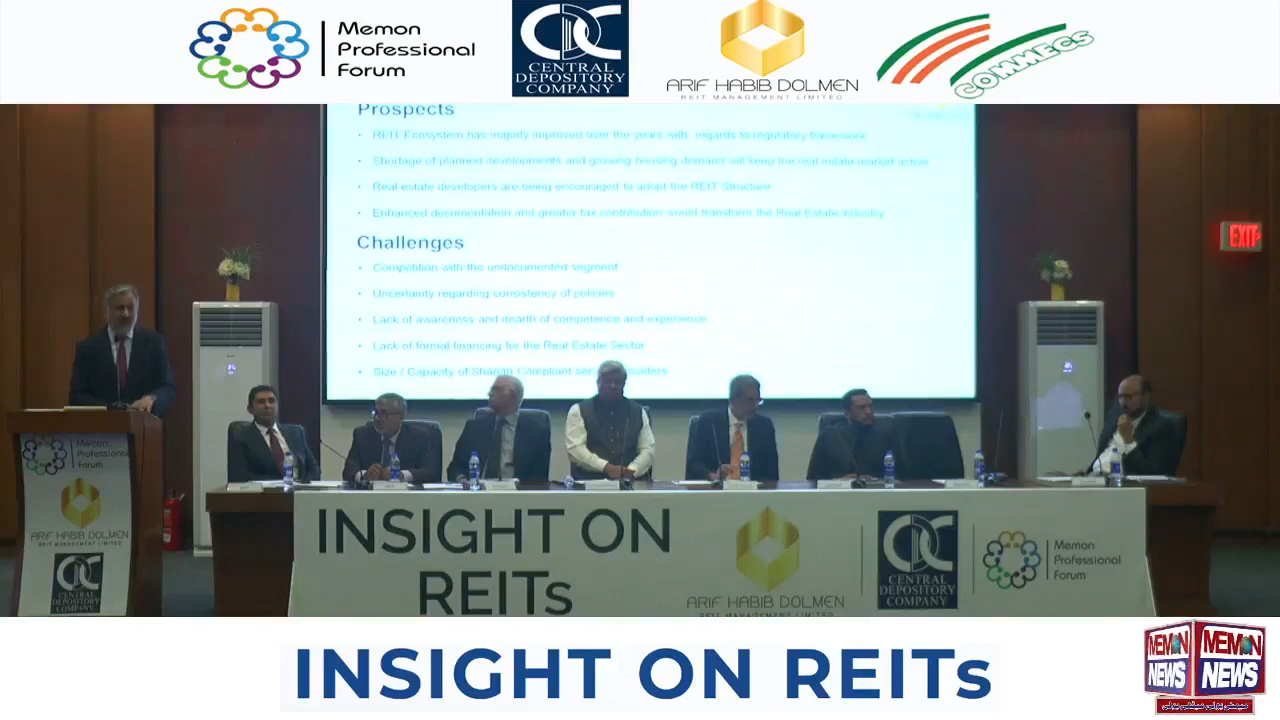 Memon
Professional
Forum
CDC
CENTRAL
DEPOSITORY
COMPANY
ARIF HABIB DOLMEN
REIT MANAGEMENT LIMITED
COMMECS
Prospects
• REIT Ecosystem has majorly improved over the years with regards to regulatory framework
• Shortage of planned developments and growing housing demand will keep the real estate market active
• Real estate developers are being encouraged to adopt the REIT Structure
• Enhanced documentation and greater tax contribution would transform the Real Estate industry
Challenges
• Competition with the undocumented segment
• Uncertainty regarding consistency of policies
• Lack of awareness and dearth of competence and experience
• Lack of formal financing for the Real Estate Sector
• Size / Capacity of Shariah Compliant
EXIT
Memon
Professional
Forum
ARIF HABIB DOLMEN
REIT MANAGEMENT LIMITED
CDC
CENTRAL
DEPOSITORY
COMPANY
INSIGHT ON
REITs
ARIF HABIB DOLMEN
REIT MANAGEMENT LIMITED
CDC
CENTRAL
DEPOSITORY
COMPANY
Memon
Professional
Forum
INSIGHT ON REITs
MEMON
NEWS
MEMON
NEWS